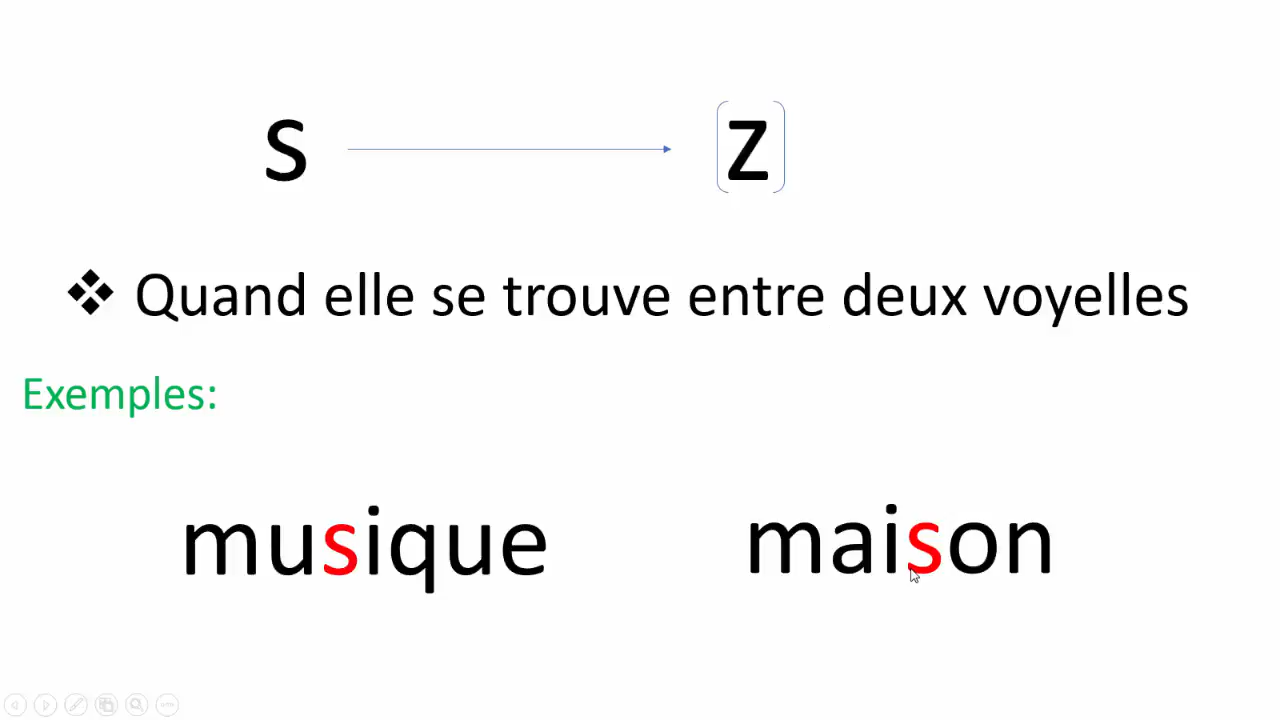 s [z]
❖ Quand elle se trouve entre deux voyelles
Exemples:
musique maison